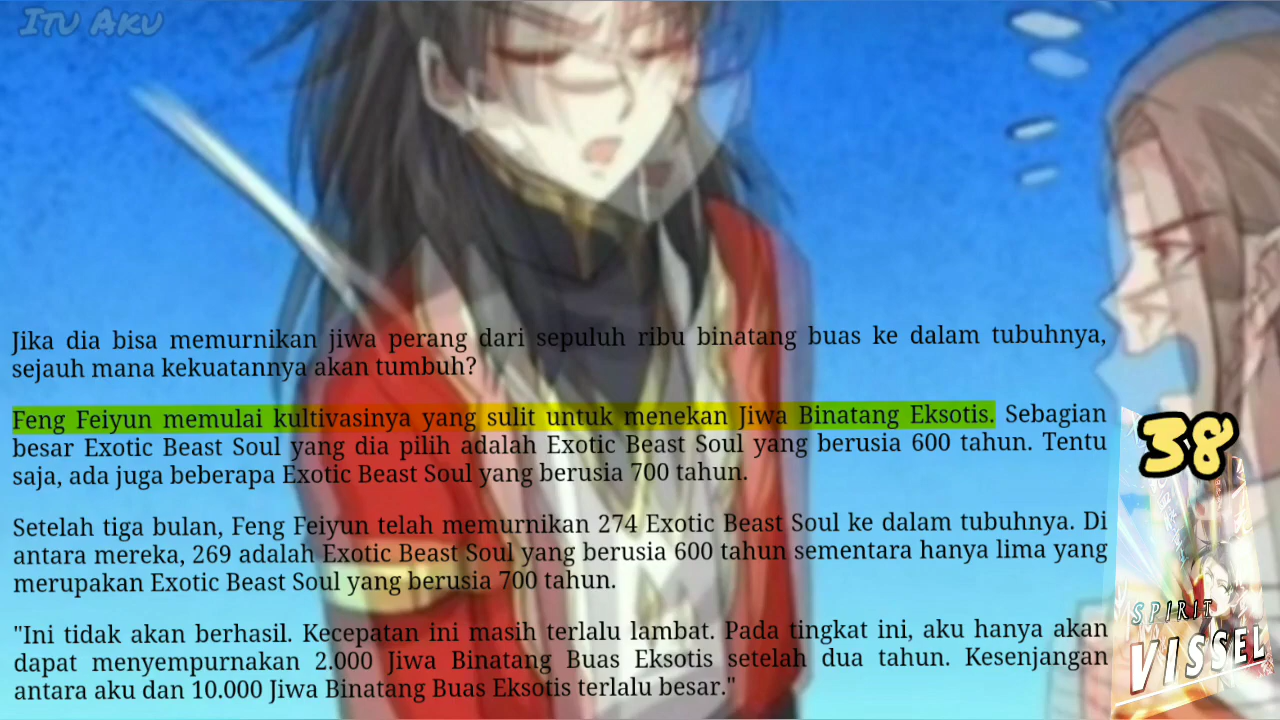 Itu Aku
Jika dia bisa memurnikan jiwa perang dari sepuluh ribu binatang buas ke dalam tubuhnya,
sejauh mana kekuatannya akan tumbuh?
Feng Feiyun memulai kultivasinya yang sulit untuk menekan Jiwa Binatang Eksotis. Sebagian
besar Exotic Beast Soul yang dia pilih adalah Exotic Beast Soul yang berusia 600 tahun. Tentu
saja, ada juga beberapa Exotic Beast Soul yang berusia 700 tahun.
Setelah tiga bulan, Feng Feiyun telah memurnikan 274 Exotic Beast Soul ke dalam tubuhnya. Di
antara mereka, 269 adalah Exotic Beast Soul yang berusia 600 tahun sementara hanya lima yang
merupakan Exotic Beast Soul yang berusia 700 tahun.
"Ini tidak akan berhasil. Kecepatan ini masih terlalu lambat. Pada tingkat ini, aku hanya akan
dapat menyempurnakan 2.000 Jiwa Binatang Buas Eksotis setelah dua tahun. Kesenjangan
antara aku dan 10.000 Jiwa Binatang Buas Eksotis terlalu besar."
38
SPIRIT
VISSEL